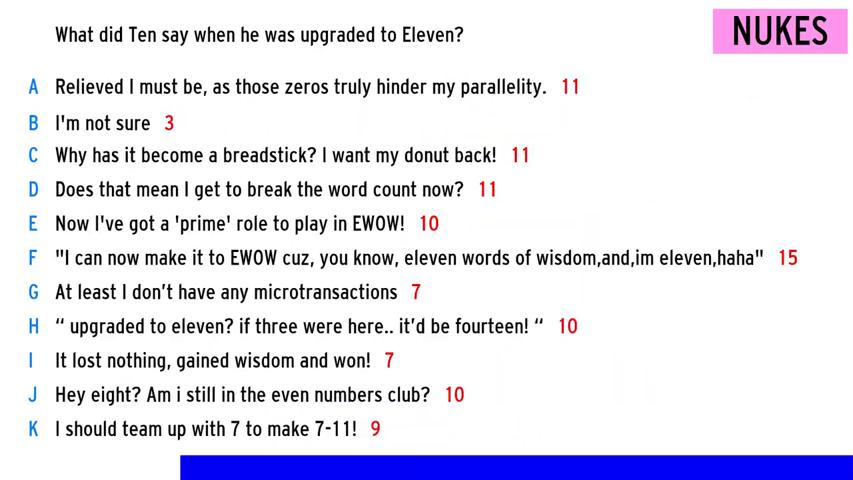 What did Ten say when he was upgraded to Eleven?
NUKES
A Relieved I must be, as those zeros truly hinder my parallelity. 11
B I'm not sure 3
C Why has it become a breadstick? I want my donut back! 11
D Does that mean I get to break the word count now? 11
E Now I've got a 'prime' role to play in EWOW! 10
F "I can now make it to EWOW cuz, you know, eleven words of wisdom,and,im eleven,haha" 15
G At least I don’t have any microtransactions 7
H “ upgraded to eleven? if three were here.. it’d be fourteen! “ 10
I It lost nothing, gained wisdom and won! 7
J Hey eight? Am i still in the even numbers club? 10
K I should team up with 7 to make 7-11! 9